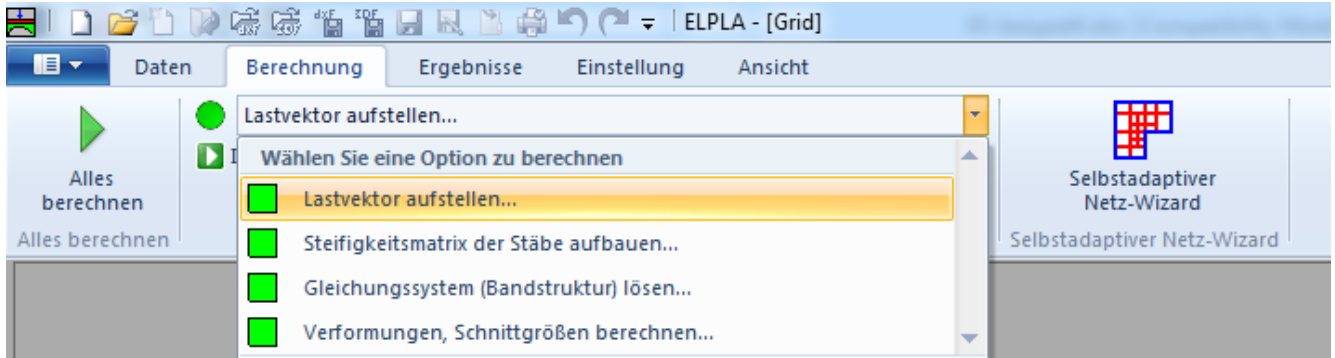 ELPLA - [Grid]
Daten Berechnung Ergebnisse Einstellung Ansicht
Lastvektor aufstellen...
Wählen Sie eine Option zu berechnen
Alles
berechnen
Alles berechnen
Lastvektor aufstellen...
Steifigkeitsmatrix der Stäbe aufbauen...
Gleichungssystem (Bandstruktur) lösen...
Verformungen, Schnittgrößen berechnen...
Selbstadaptiver
Netz-Wizard
Selbstadaptiver Netz-Wizard